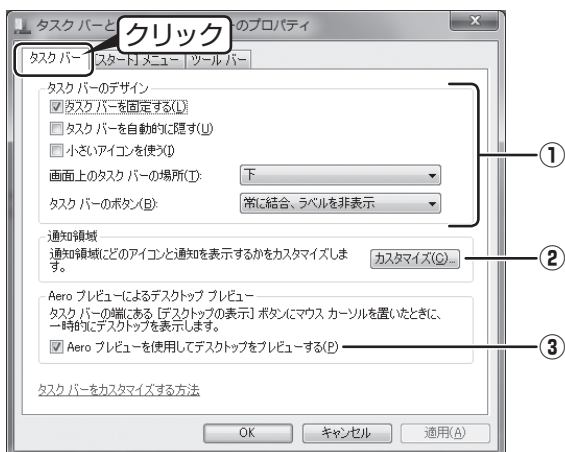 タスク バーと
ーのプロパティ
クリック
タスク バー
[スタート] メニュー
ツール バー
タスク バーのデザイン
タスク バーを固定する(L)
タスク バーを自動的に隠す(U)
小さいアイコンを使う(I)
画面上のタスク バーの場所(T):
下
タスク バーのボタン(B):
常に結合、ラベルを非表示
①
通知領域
通知領域にどのアイコンと通知を表示するかをカスタマイズしま
す。
カスタマイズ(C)...
②
Aero プレビューによるデスクトップ プレビュー
タスク バーの端にある [デスクトップの表示] ボタンにマウス カーソルを置いたときに、
一時的にデスクトップを表示します。
Aero プレビューを使用してデスクトップをプレビューする(P)
③
タスク バーをカスタマイズする方法
OK
キャンセル
適用(A)